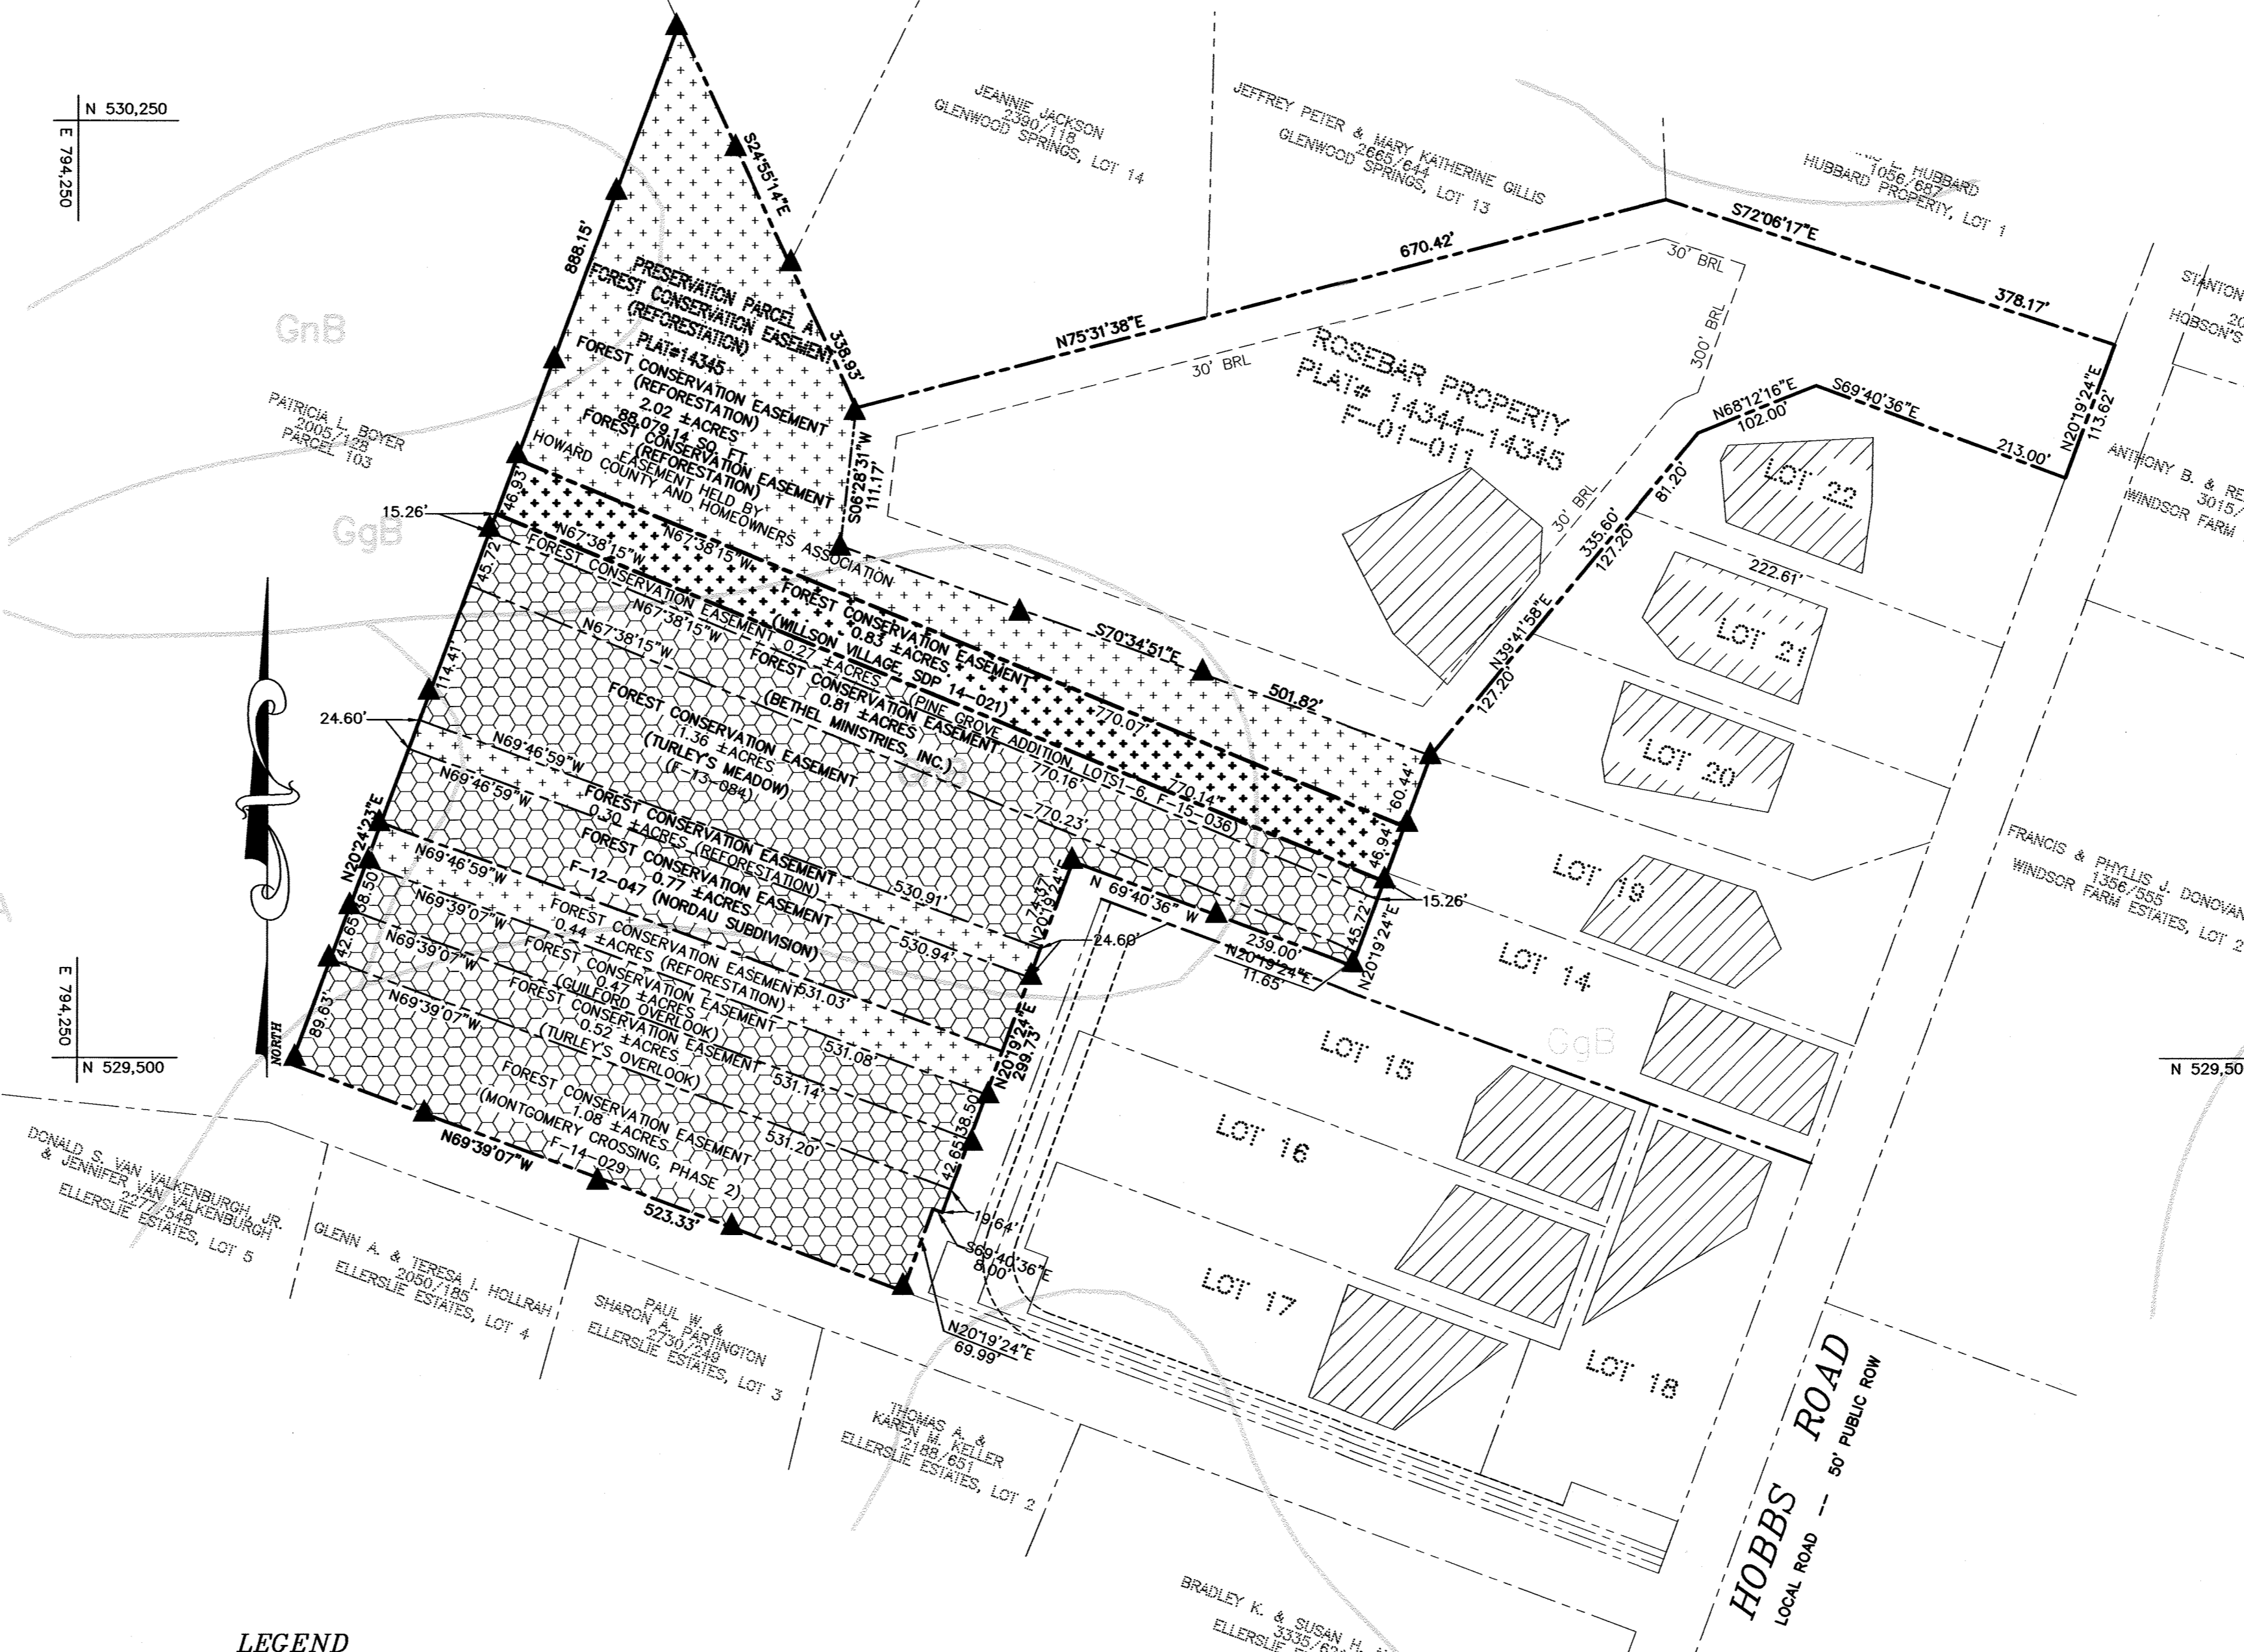 N 530,250
E 794,250
JEANNIE JACKSON
2390/118
GLENWOOD SPRINGS, LOT 14
JEFFREY PETER & MARY KATHERINE GILLIS
2665/644
GLENWOOD SPRINGS, LOT 13
HUBBARD
1056/687
HUBBARD PROPERTY, LOT 1
S72°06'17"E
378.17'
STANTON
HOBSON'S
S24°55'14"E
338.93'
888.15'
N75°31'38"E
670.42'
30' BRL
30' BRL
300' BRL
30' BRL
GnB
GgB
PRESERVATION PARCEL A
FOREST CONSERVATION EASEMENT
(REFORESTATION)
PLAT#14345
FOREST CONSERVATION EASEMENT
(REFORESTATION)
2.02 ±ACRES
88,079.14 SQ. FT.
FOREST CONSERVATION EASEMENT
(REFORESTATION)
EASEMENT HELD BY
HOWARD COUNTY AND HOMEOWNERS ASSOCIATION
S06°28'31"W
111.17'
ROSEBAR PROPERTY
PLAT# 14344-14345
F-01-011
N68°12'16"E
102.00'
S69°40'36"E
213.00'
N20°19'24"E
113.62'
ANTHONY B. & RE
3015/
WINDSOR FARM
PATRICIA L. BOYER
2005/128
PARCEL 103
15.26'
46.93'
45.72'
114.41'
24.60'
N20°24'23"E
38.50'
42.65'
89.63'
N67°38'15"W
N67°38'15"W
FOREST CONSERVATION EASEMENT
0.83 ±ACRES
(WILLSON VILLAGE, SDP 14-021)
770.07'
FOREST CONSERVATION EASEMENT 0.27 ±ACRES (PINE GROVE ADDITION, LOTS1-6, F-15-036)
770.14'
N67°38'15"W
FOREST CONSERVATION EASEMENT
0.81 ±ACRES
(BETHEL MINISTRIES, INC.)
770.16'
N67°38'15"W
770.23'
FOREST CONSERVATION EASEMENT
1.36 ±ACRES
(TURLEY'S MEADOW)
(F-13-084)
N69°46'59"W
530.91'
FOREST CONSERVATION EASEMENT
0.30 ±ACRES (REFORESTATION)
N69°46'59"W
530.94'
FOREST CONSERVATION EASEMENT
0.77 ±ACRES
F-12-047 (NORDAU SUBDIVISION)
N69°46'59"W
531.03'
FOREST CONSERVATION EASEMENT
0.44 ±ACRES (REFORESTATION)
N69°39'07"W
531.08'
FOREST CONSERVATION EASEMENT
0.47 ±ACRES
(GUILFORD OVERLOOK)
N69°39'07"W
531.14'
FOREST CONSERVATION EASEMENT
0.52 ±ACRES
(TURLEY'S OVERLOOK)
N69°39'07"W
531.20'
FOREST CONSERVATION EASEMENT
1.08 ±ACRES
(MONTGOMERY CROSSING, PHASE 2)
F-14-029
N69°39'07"W
523.33'
S70°34'51"E
501.82'
60.44'
46.94'
15.26'
45.72'
N20°19'24"E
N 69°40'36" W
239.00'
N20°19'24"E
11.65'
74.37'
N20°19'24"E
24.60'
N20°19'24"E
299.73'
38.50'
42.65'
19.64'
S69°40'36"E
8.00'
N20°19'24"E
69.99'
81.20'
335.60'
127.20'
N39°41'58"E
127.20'
222.61'
LOT 22
LOT 21
LOT 20
LOT 19
LOT 14
LOT 15
LOT 16
LOT 17
LOT 18
GgB
FRANCIS & PHYLLIS J. DONOVAN
1356/555
WINDSOR FARM ESTATES, LOT 2
E 794,250
N 529,500
NORTH
N 529,50
DONALD S. VAN VALKENBURGH, JR.
& JENNIFER VAN VALKENBURGH
2277/548
ELLERSLIE ESTATES, LOT 5
GLENN A. & TERESA I. HOLLRAH
2050/185
ELLERSLIE ESTATES, LOT 4
PAUL W. &
SHARON A. PARTINGTON
2730/249
ELLERSLIE ESTATES, LOT 3
THOMAS A. &
KAREN M. KELLER
2188/651
ELLERSLIE ESTATES, LOT 2
BRADLEY K. & SUSAN H.
ELLERSLIE
HOBBS ROAD
LOCAL ROAD -- 50' PUBLIC ROW
LEGEND